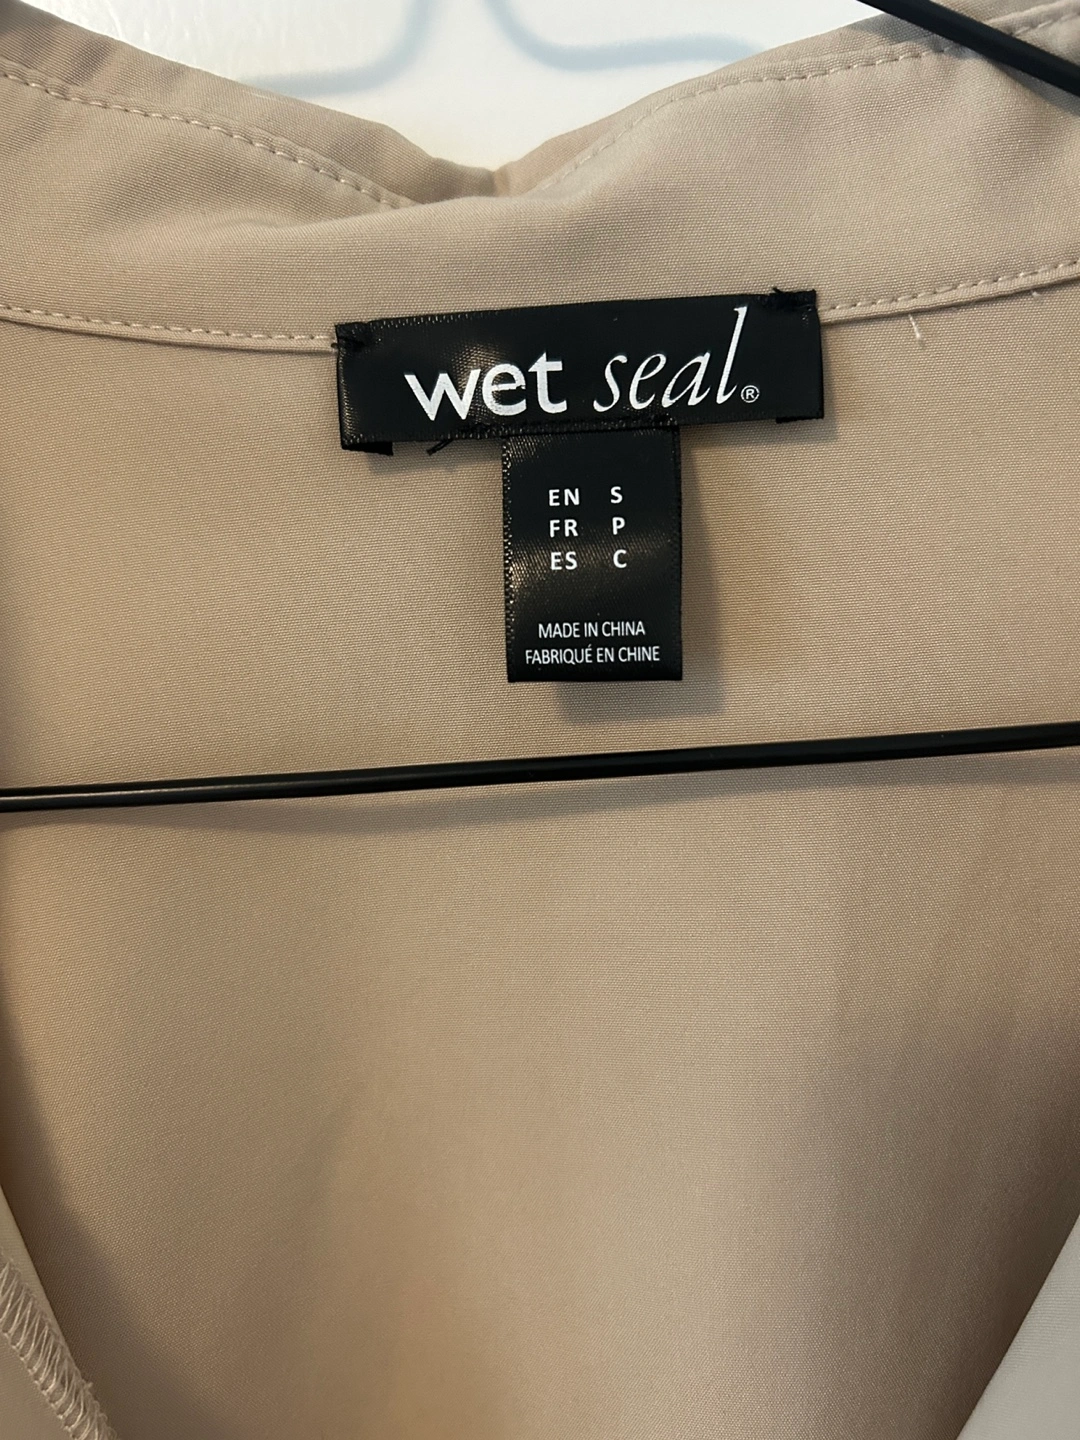 wet seal®
EN S
FR P
ES C
MADE IN CHINA
FABRIQUÉ EN CHINE